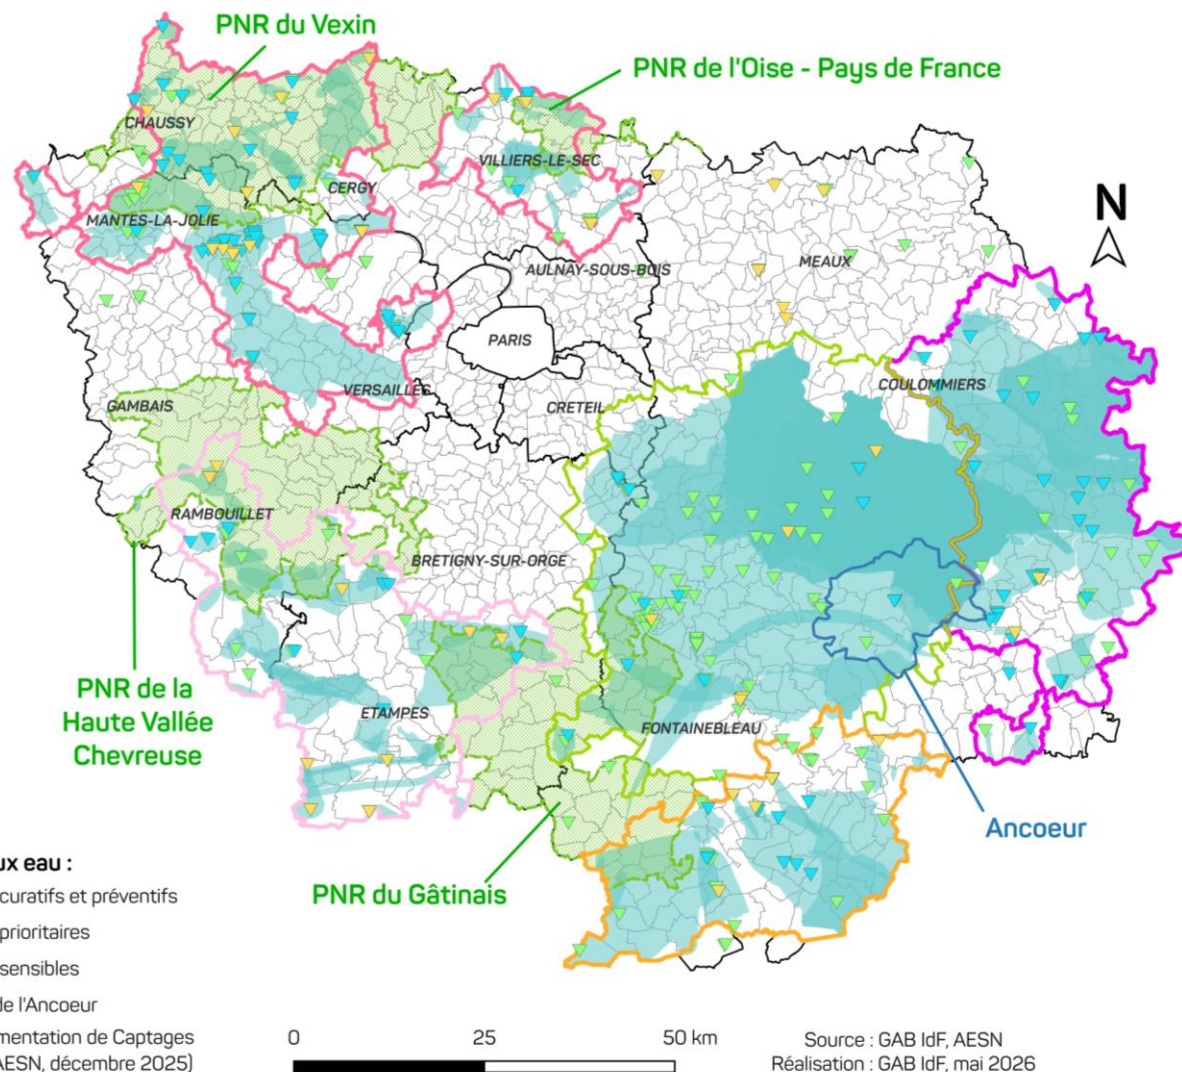 PNR du Vexin
PNR de l'Oise - Pays de France
CHAUSSY
VILLIERS-LE-SEC
CERGY
N
MANTES-LA-JOLIE
AULNAY-SOUS-BOIS
MEAUX
PARIS
VERSAILLES
COULOMMIERS
GAMBAIS
CRETEIL
RAMBOUILLET
BRETIGNY-SUR-ORGE
PNR de la
Haute Vallée
Chevreuse
ETAMPES
FONTAINEBLEAU
Ancoeur
PNR du Gâtinais
ux eau :
curatifs et préventifs
prioritaires
sensibles
de l'Ancoeur
mentation de Captages
AESN, décembre 2025)
0 25 50 km
Source : GAB IdF, AESN
Réalisation : GAB IdF, mai 2026